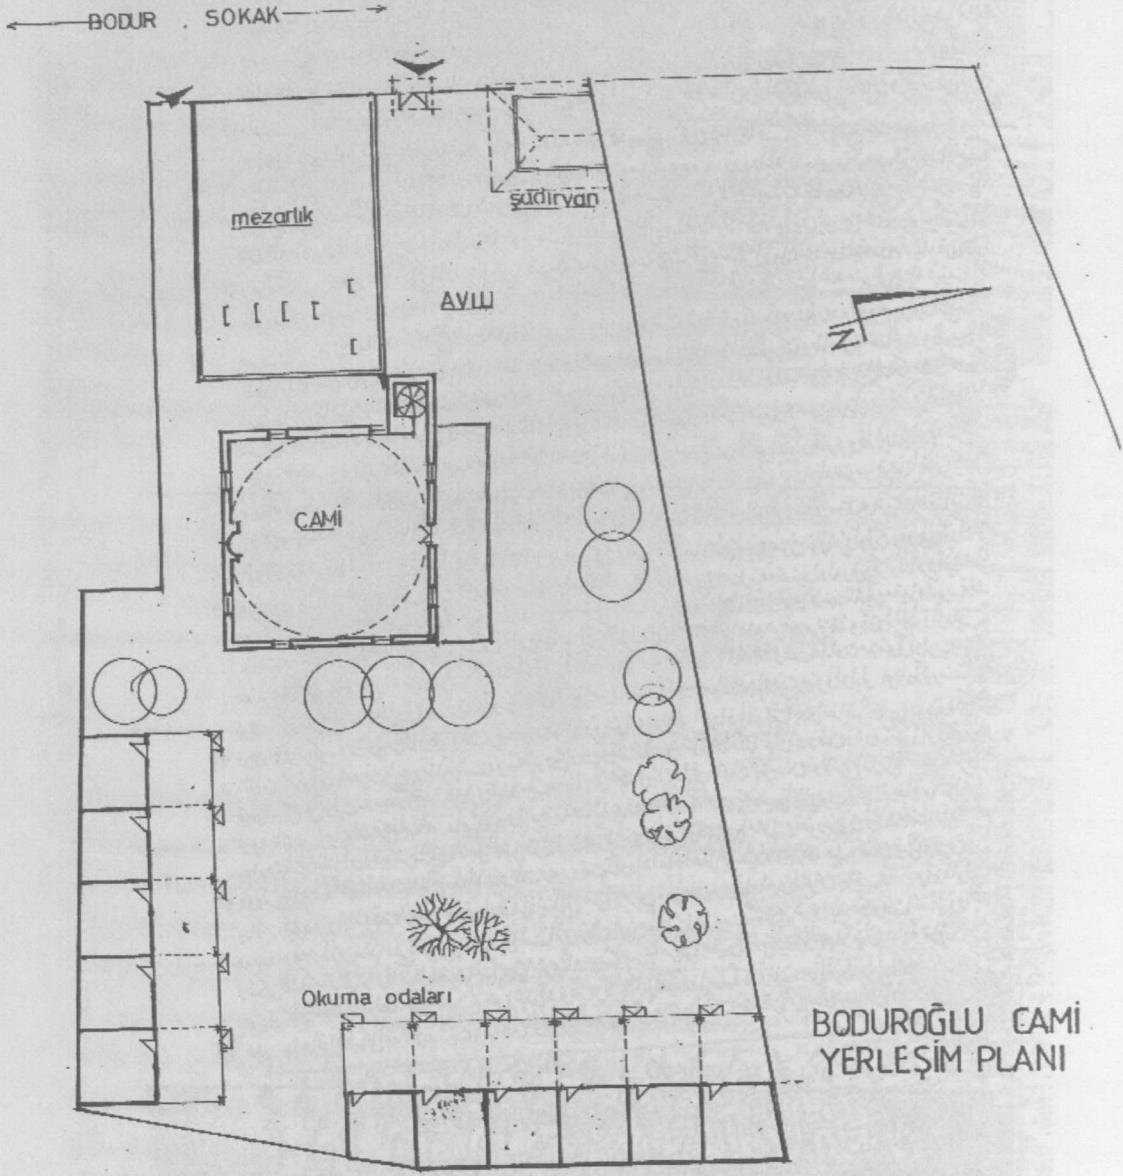 BODUR . SOKAK
mezarlık
şadırvan
AVLU
N
CAMİ
Okuma odaları
BODUROĞLU CAMİ
YERLEŞİM PLANI